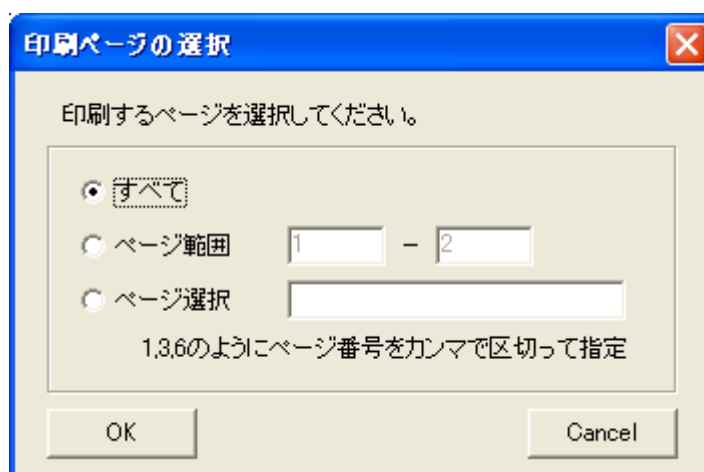 印刷ページの選択
印刷するページを選択してください。
すべて
ページ範囲 1 - 2
ページ選択
1,3,6のようにページ番号をカンマで区切って指定
OK Cancel